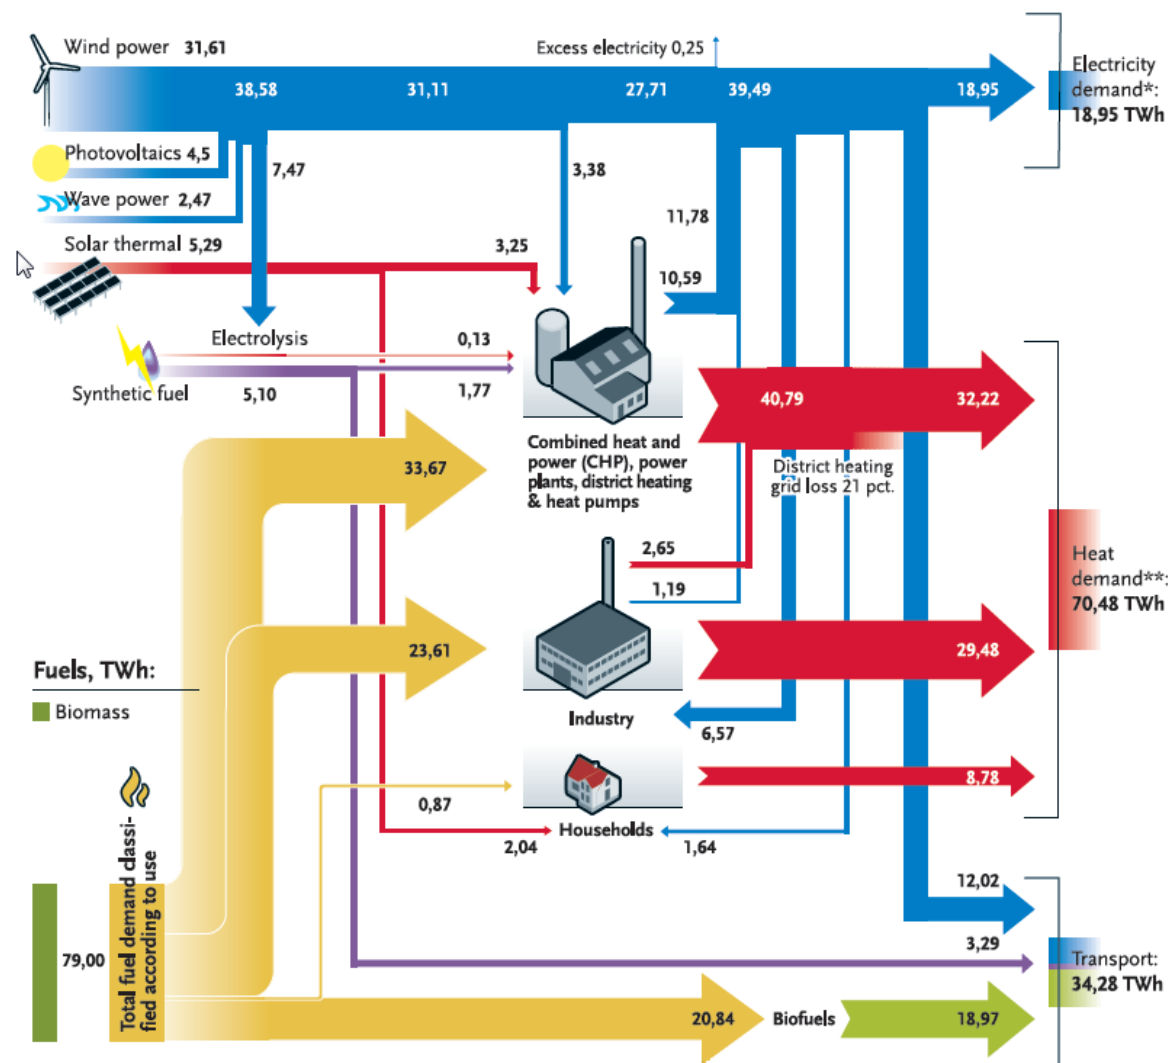 Wind power 31,61
Excess electricity 0,25
38,58
31,11
27,71
39,49
18,95
Electricity
demand*:
18,95 TWh
Photovoltaics 4,5
7,47
3,38
Wave power 2,47
11,78
Solar thermal 5,29
3,25
10,59
Electrolysis
0,13
Synthetic fuel
5,10
1,77
40,79
32,22
Combined heat and
power (CHP), power
plants, district heating
& heat pumps
District heating
grid loss 21 pct.
33,67
2,65
1,19
Heat
demand**:
70,48 TWh
23,61
29,48
Fuels, TWh:
Biomass
Industry
6,57
8,78
0,87
Households
2,04
1,64
Total fuel demand classi-
fied according to use
79,00
12,02
3,29
Transport:
34,28 TWh
20,84
Biofuels
18,97